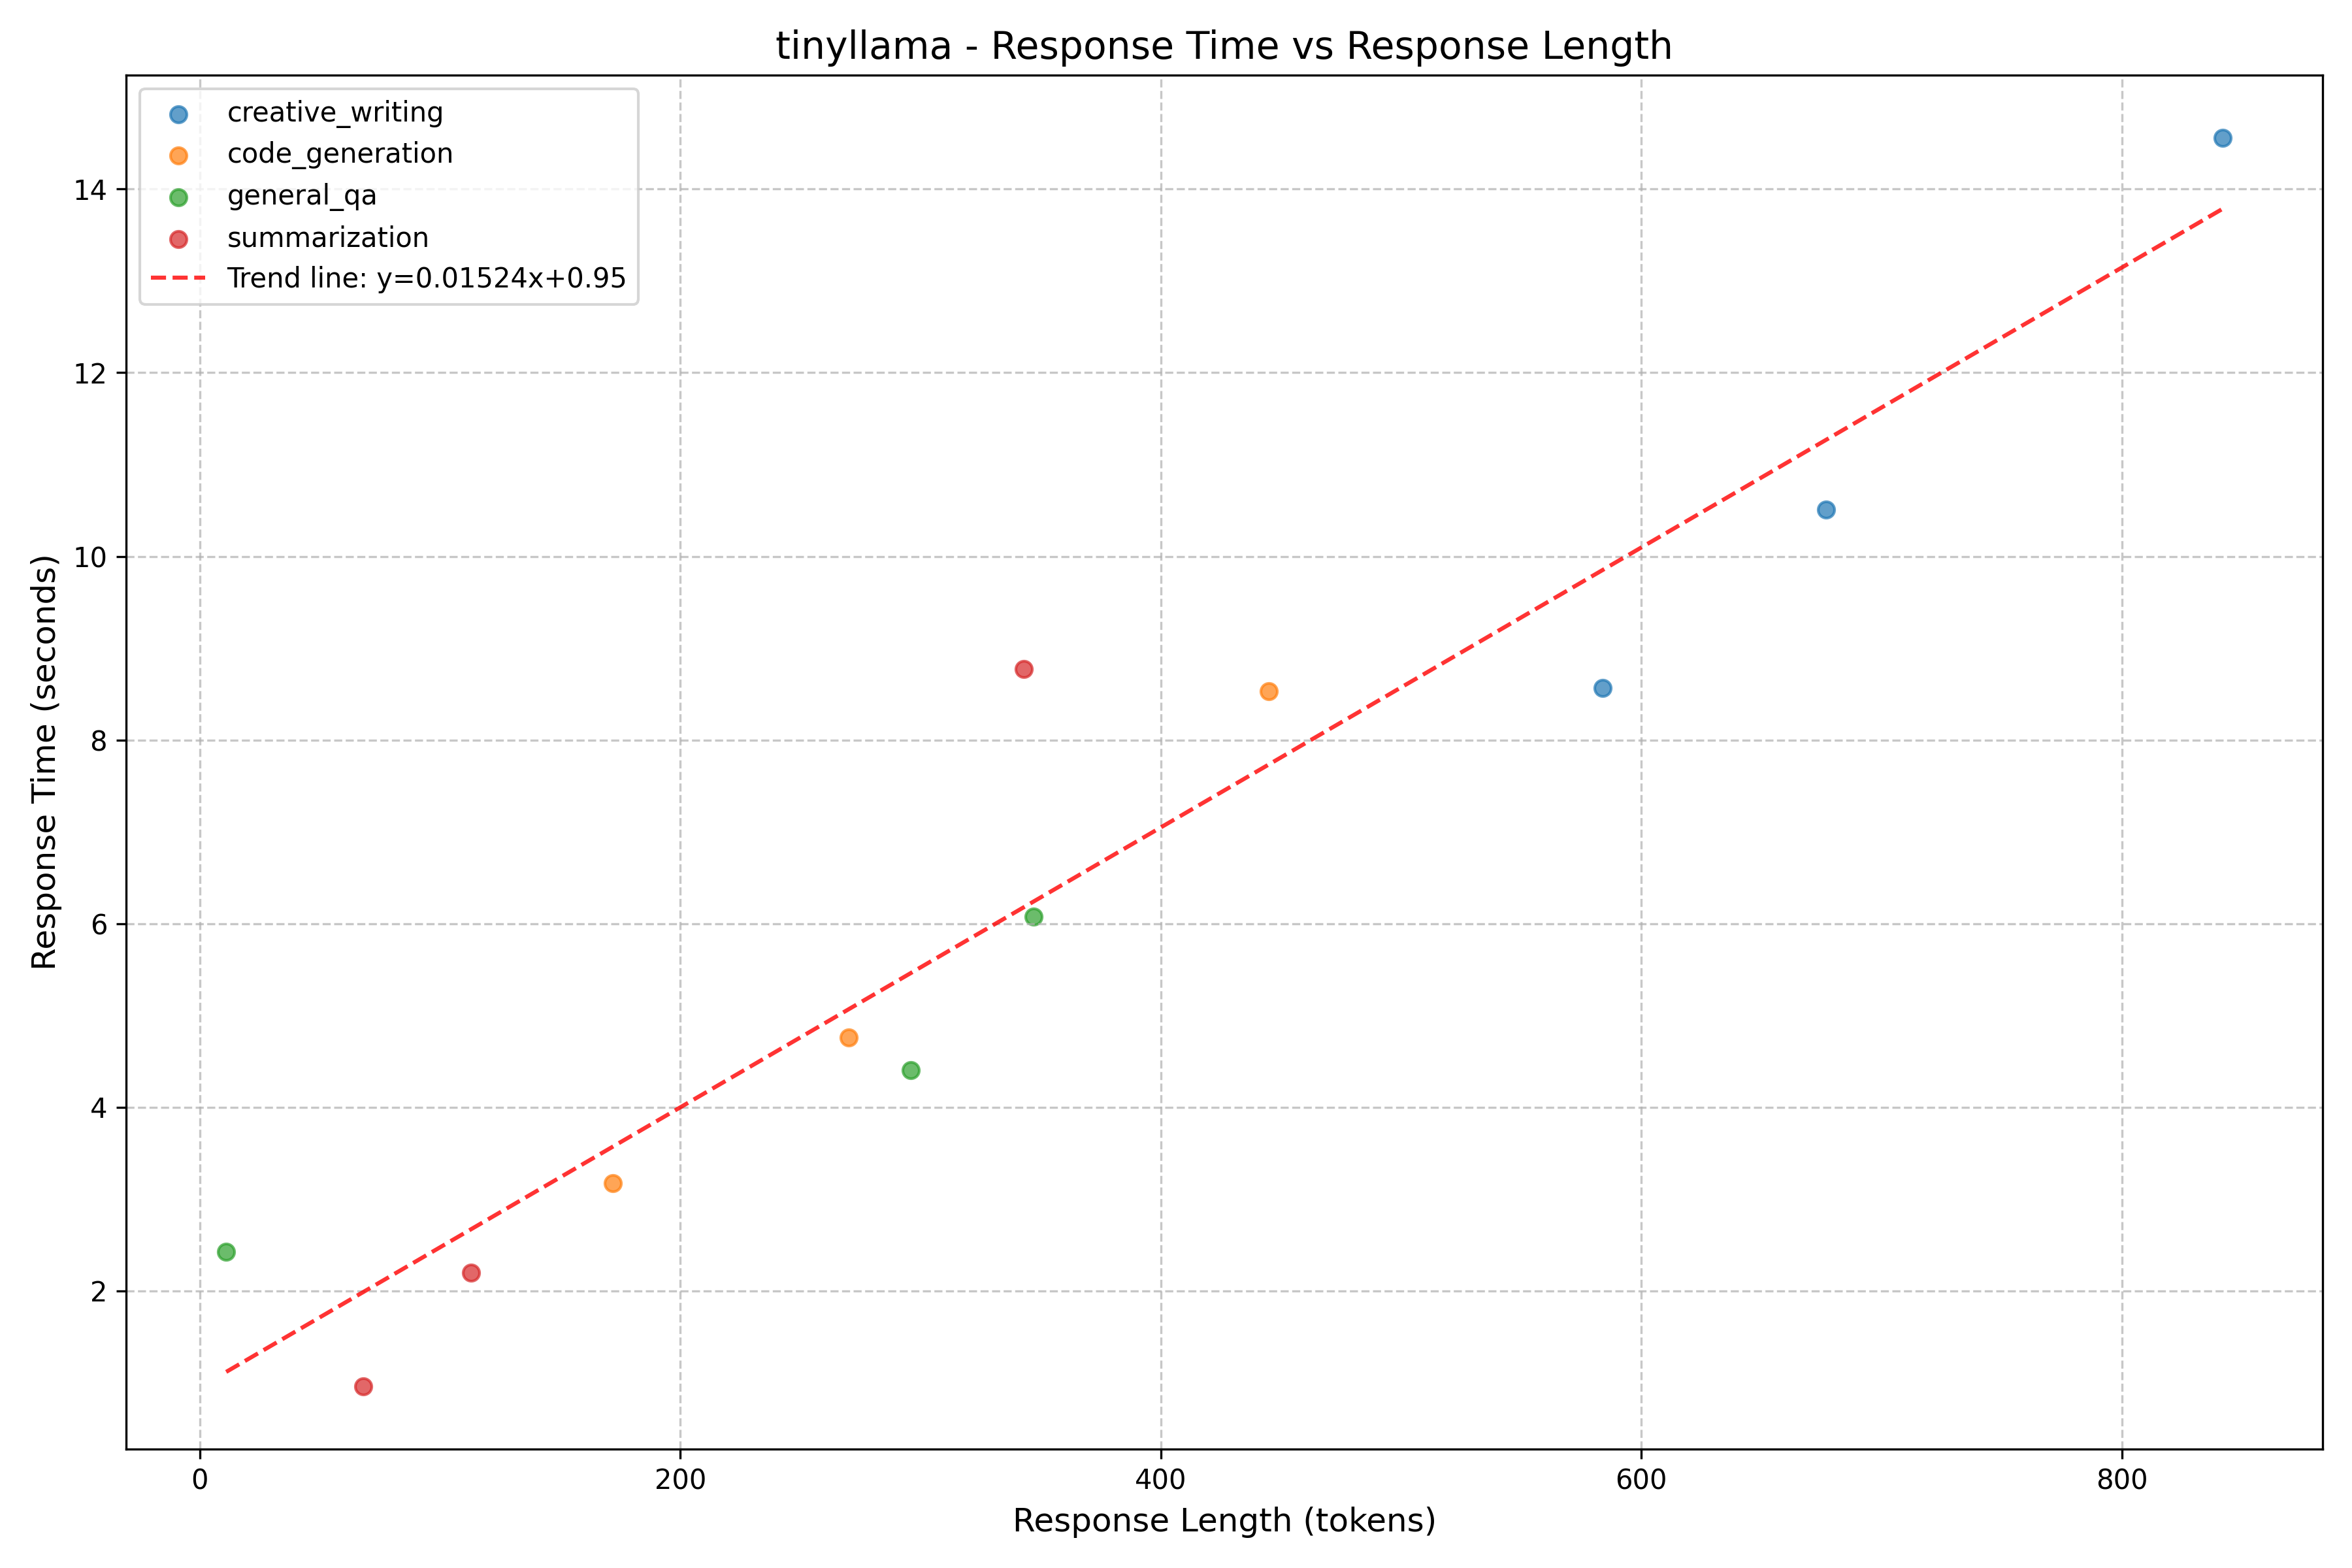 tinyllama - Response Time vs Response Length
creative_writing
code_generation
general_qa
summarization
Trend line: y=0.01524x+0.95
Response Time (seconds)
14
12
10
8
6
4
2
0 200 400 600 800
Response Length (tokens)